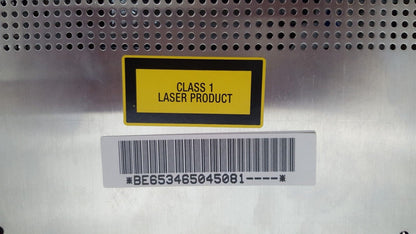 CLASS 1
LASER PRODUCT
*BE653465045081----*